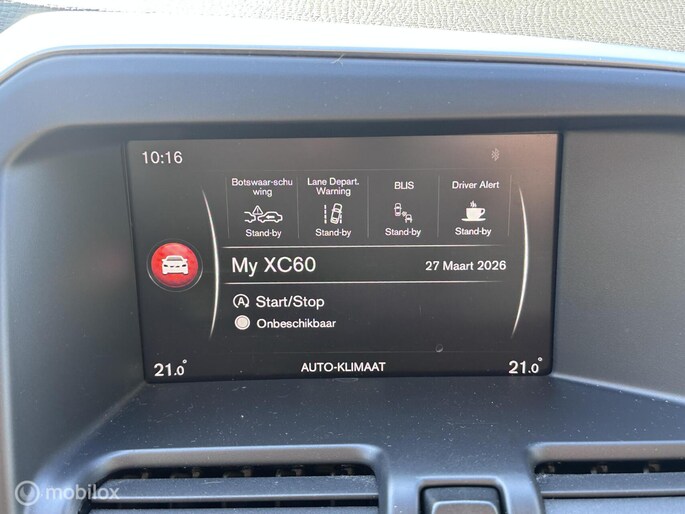 10:16
Botswaar-schu
wing
Lane Depart.
Warning
BLIS
Driver Alert
Stand-by
Stand-by
Stand-by
Stand-by
My XC60
27 Maart 2026
Start/Stop
Onbeschikbaar
21.0°
AUTO-KLIMAAT
21.0°
mobilox